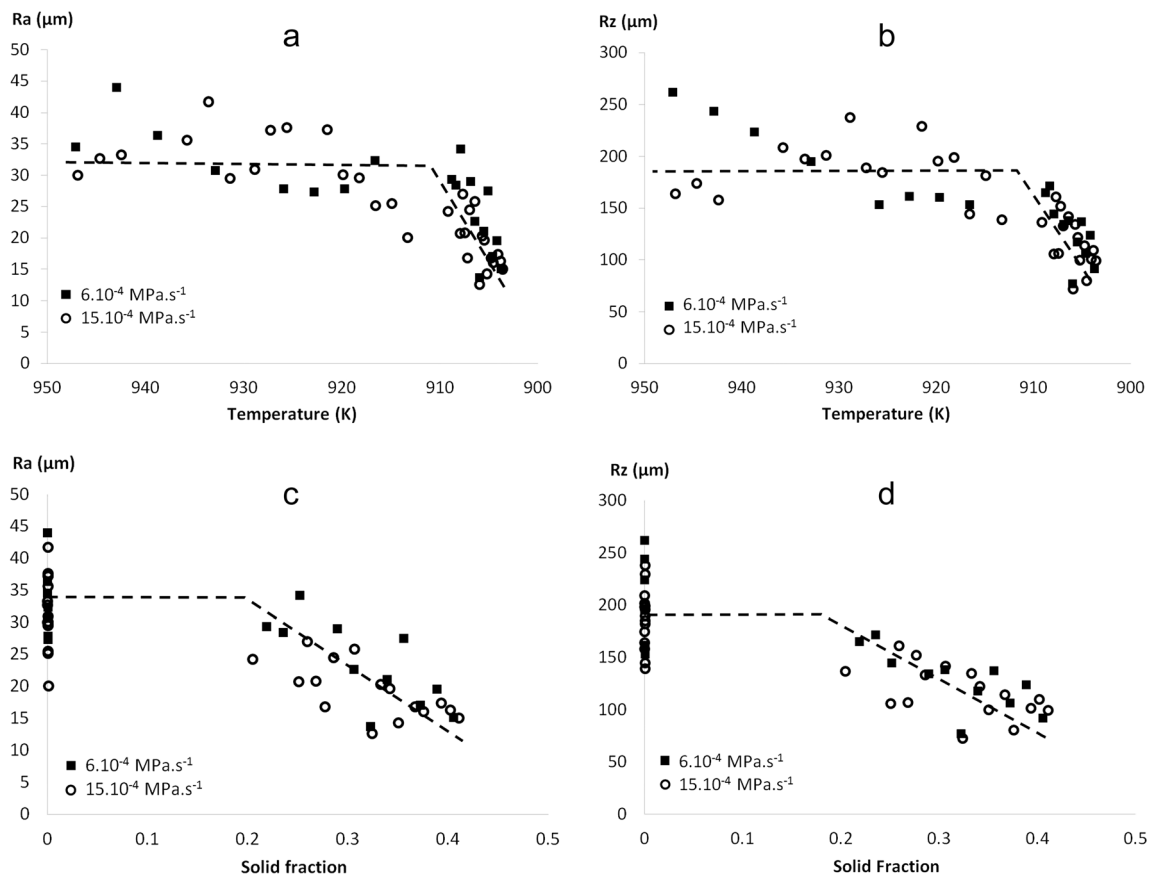 Ra (µm)
a
50
45
40
35
30
25
20
15
10
5
0
6.10⁻⁴ MPa.s⁻¹
15.10⁻⁴ MPa.s⁻¹
950 940 930 920 910 900
Temperature (K)
Rz (µm)
b
300
250
200
150
100
50
0
6.10⁻⁴ MPa.s⁻¹
15.10⁻⁴ MPa.s⁻¹
950 940 930 920 910 900
Temperature (K)
Ra (µm)
c
50
45
40
35
30
25
20
15
10
5
0
6.10⁻⁴ MPa.s⁻¹
15.10⁻⁴ MPa.s⁻¹
0 0.1 0.2 0.3 0.4 0.5
Solid fraction
Rz (µm)
d
300
250
200
150
100
50
0
6.10⁻⁴ MPa.s⁻¹
15.10⁻⁴ MPa.s⁻¹
0 0.1 0.2 0.3 0.4 0.5
Solid Fraction